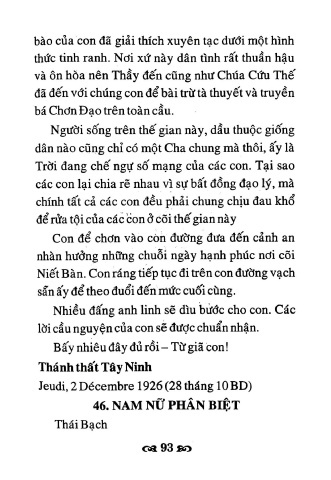 bào của con đã giải thích xuyên tạc dưới một hình
thức tinh ranh. Nơi xứ này dân tình rất thuần hậu
và ôn hòa nên Thầy đến cũng như Chúa Cứu Thế
đã đến với chúng con để bài trừ tà thuyết và truyền
bá Chơn Đạo trên toàn cầu.
Người sống trên thế gian này, dầu thuộc giống
dân nào cũng chỉ có một Cha chung mà thôi, ấy là
Trời đang chế ngự số mạng của các con. Tại sao
các con lại chia rẽ nhau vì sự bất đồng đạo lý, mà
chính tất cả các con đều phải chung chịu đau khổ
để rửa tội của các con ở cõi thế gian này
Con để chơn vào con đường đưa đến cảnh an
nhàn hưởng những chuỗi ngày hạnh phúc nơi cõi
Niết Bàn. Con ráng tiếp tục đi trên con đường vạch
sẵn ấy để theo đuổi đến mức cuối cùng.
Nhiều đấng anh linh sẽ dìu bước cho con. Các
lời cầu nguyện của con sẽ được chuẩn nhận.
Bấy nhiêu đây đủ rồi – Từ giã con!
Thánh thất Tây Ninh
Jeudi, 2 Décembre 1926 (28 tháng 10 BD)
46. NAM NỮ PHÂN BIỆT
Thái Bạch
93